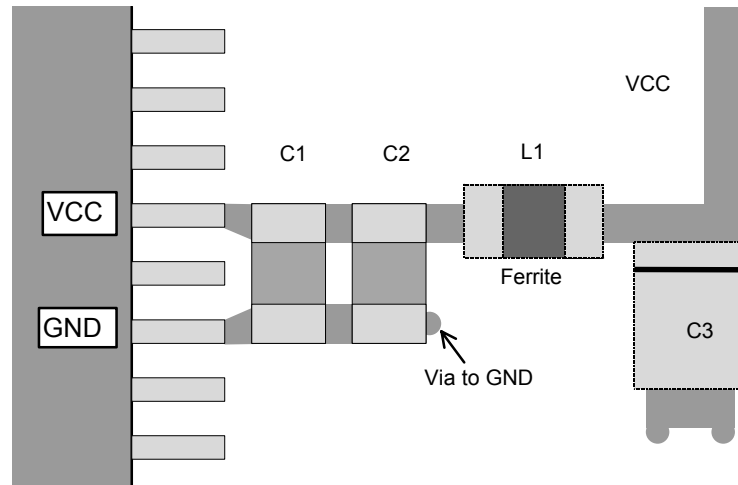 VCC
C1
C2
L1
VCC
Ferrite
GND
C3
Via to GND